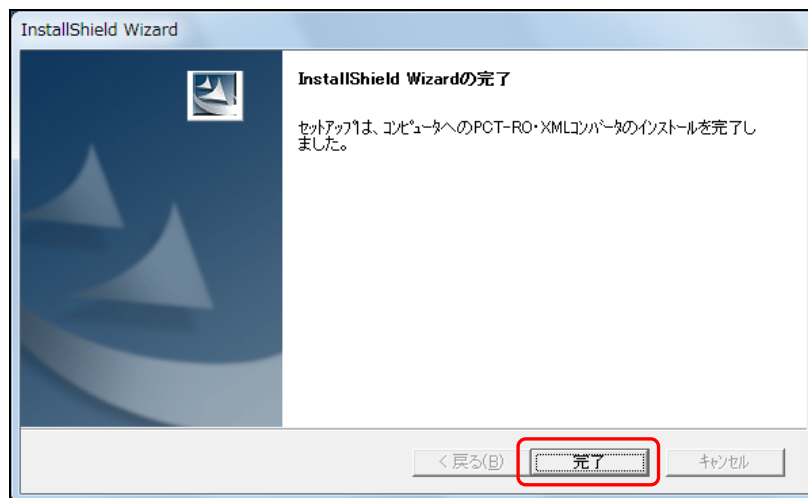 InstallShield Wizard
InstallShield Wizardの完了
セットアップは、コンピュータへのPCT-RO・XMLコンバータのインストールを完了し
ました。
< 戻る(B)
完了
キャンセル